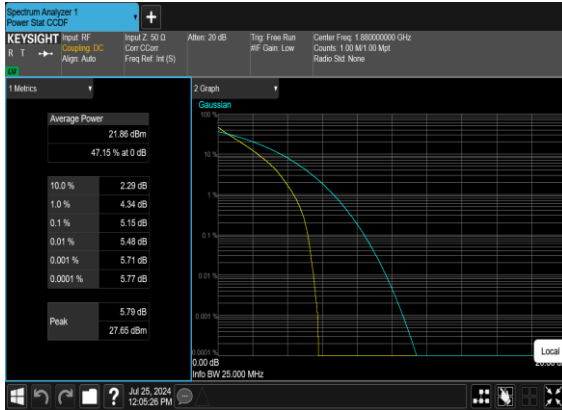 Spectrum Analyzer 1
Power Stat CCDF
+
KEYSIGHT
R T
LXI
Input: RF
Coupling: DC
Align: Auto
Input Z: 50 Ω
Corr CCorr
Freq Ref: Int (S)
Atten: 20 dB
Trig: Free Run
#IF Gain: Low
Center Freq: 1.880000000 GHz
Counts: 1.00 M/1.00 Mpt
Radio Std: None
1 Metrics
Average Power
21.86 dBm
47.15 % at 0 dB
10.0 % 2.29 dB
1.0 % 4.34 dB
0.1 % 5.15 dB
0.01 % 5.48 dB
0.001 % 5.71 dB
0.0001 % 5.77 dB
Peak
5.79 dB
27.65 dBm
2 Graph
Gaussian
100 %
10 %
1 %
0.1 %
0.01 %
0.001 %
0.0001 %
0.00 dB
Info BW 25.000 MHz
Local
?
Jul 25, 2024
12:05:26 PM